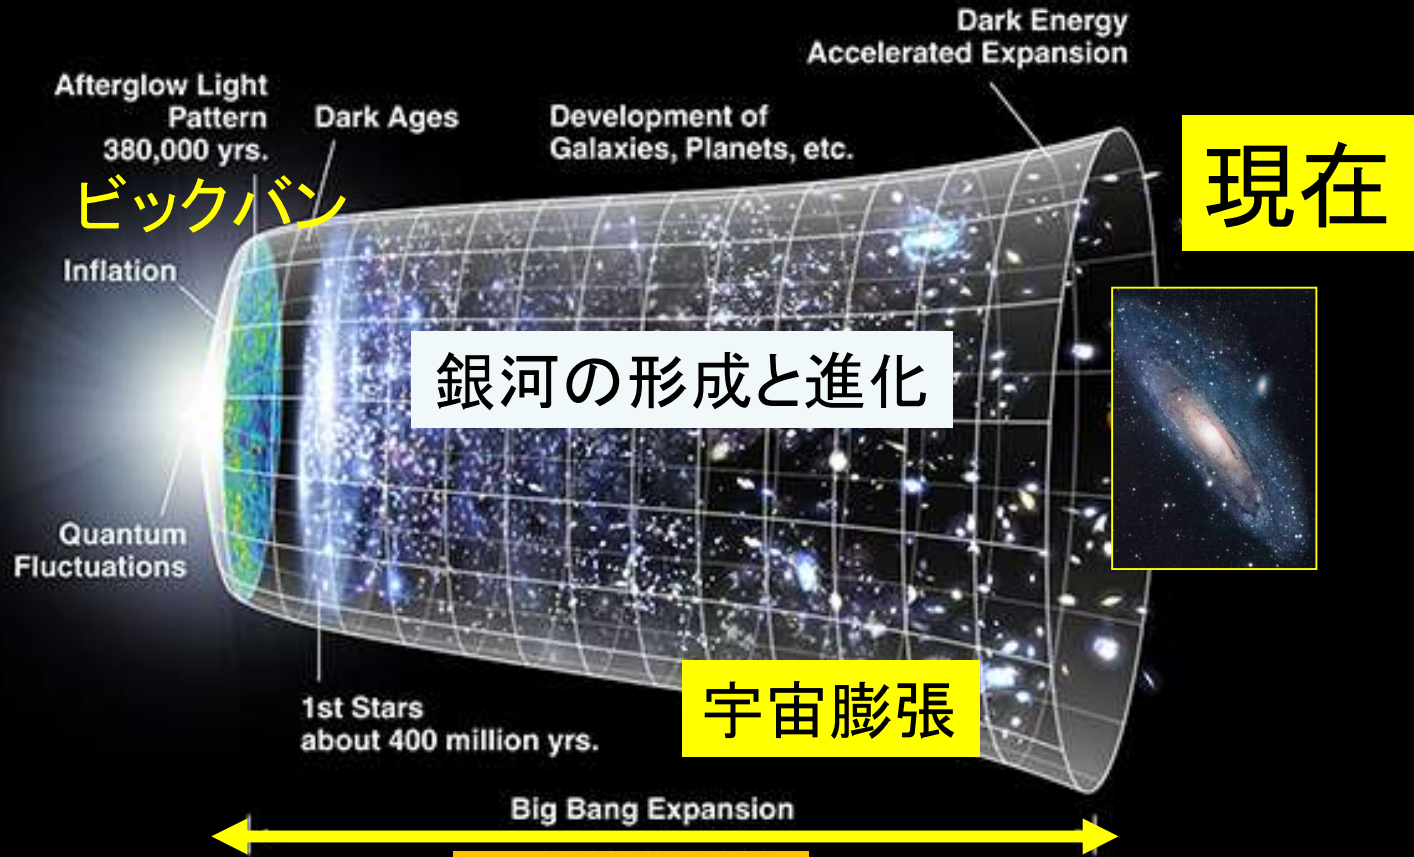 Dark Energy
Accelerated Expansion
Afterglow Light
Pattern
380,000 yrs.
Dark Ages
Development of
Galaxies, Planets, etc.
現在
ビックバン
Inflation
銀河の形成と進化
Quantum
Fluctuations
宇宙膨張
1st Stars
about 400 million yrs.
Big Bang Expansion